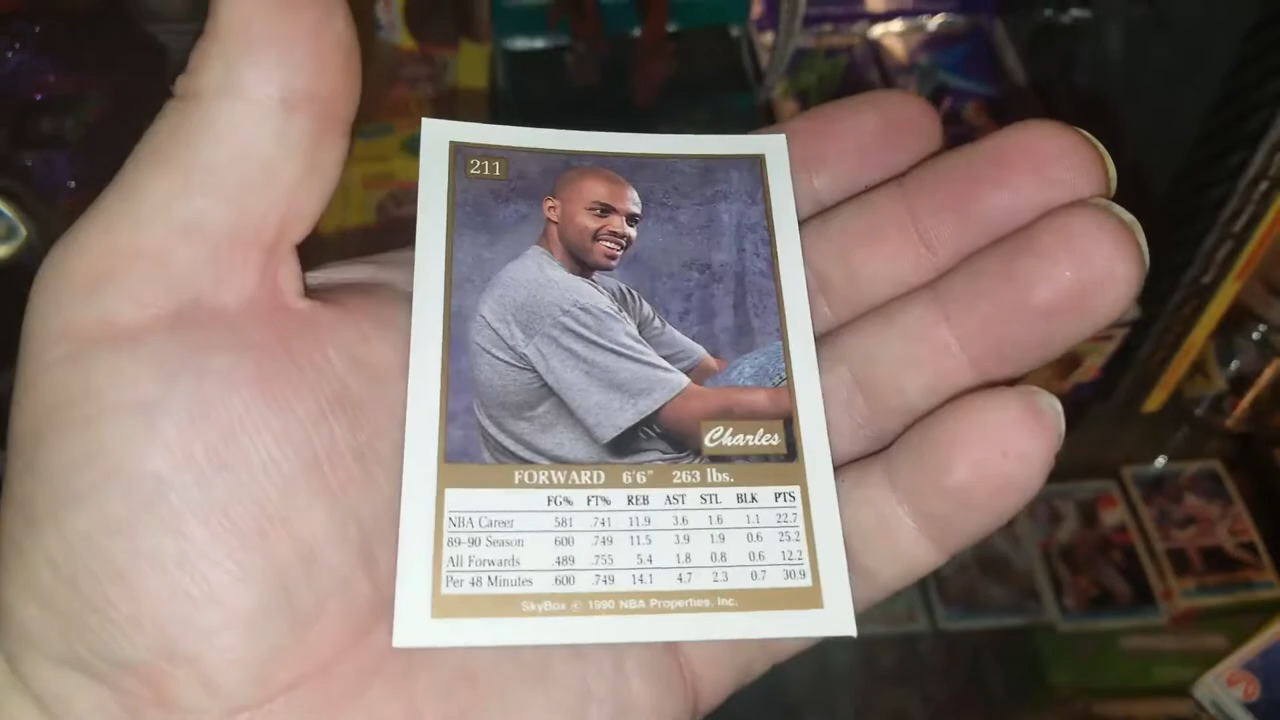 211
Charles
FORWARD 6'6" 263 lbs.
FG% FT% REB AST STL BLK PTS
NBA Career .581 .741 11.9 3.6 1.6 1.1 22.7
89-90 Season .600 .749 11.5 3.9 1.9 0.6 25.2
All Forwards .489 .755 5.4 1.8 0.8 0.6 12.2
Per 48 Minutes .600 .749 14.1 4.7 2.3 0.7 30.9
SkyBox © 1990 NBA Properties, Inc.